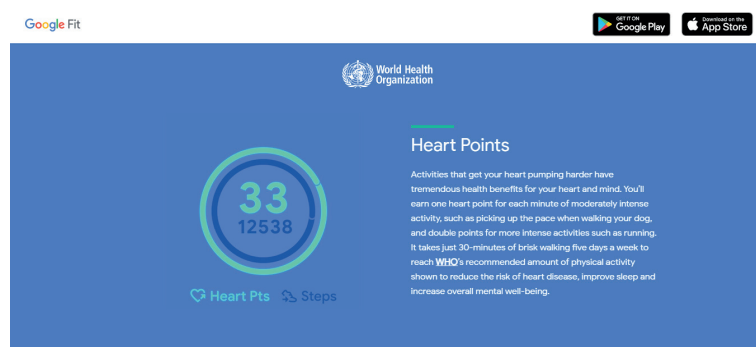 Google Fit
GET IT ON
Google Play
Download on the
App Store
World Health
Organization
Heart Points
Activities that get your heart pumping harder have
tremendous health benefits for your heart and mind. You'll
earn one heart point for each minute of moderately intense
activity, such as picking up the pace when walking your dog,
and double points for more intense activities such as running.
It takes just 30-minutes of brisk walking five days a week to
reach WHO's recommended amount of physical activity
shown to reduce the risk of heart disease, improve sleep and
increase overall mental well-being.
33
12538
Heart Pts
Steps